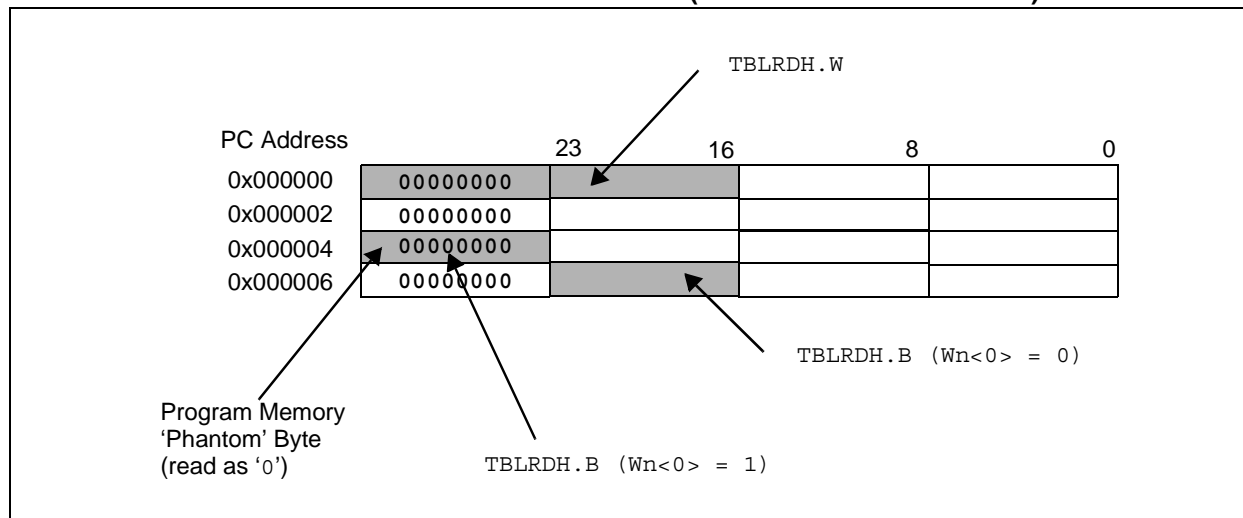 TBLRDH.W
PC Address
23 16 8 0
0x000000 00000000
0x000002 00000000
0x000004 00000000
0x000006 00000000
TBLRDH.B (Wn<0> = 0)
Program Memory
‘Phantom’ Byte
(read as ‘0’)
TBLRDH.B (Wn<0> = 1)